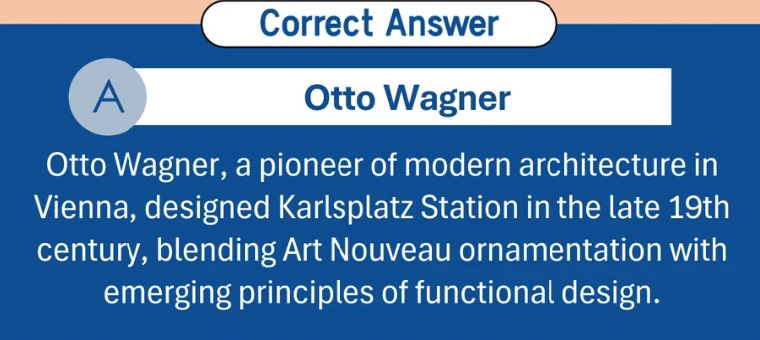 Correct Answer
A
Otto Wagner
Otto Wagner, a pioneer of modern architecture in
Vienna, designed Karlsplatz Station in the late 19th
century, blending Art Nouveau ornamentation with
emerging principles of functional design.